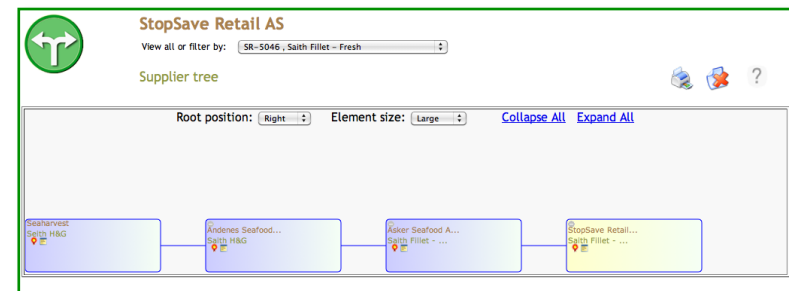 StopSave Retail AS
View all or filter by: SR-5046 , Saith Fillet - Fresh
Supplier tree
?
Root position: Right Element size: Large Collapse All Expand All
Seaharvest
Seith H&G
Andenes Seafood...
Saith H&G
Asker Seafood A...
Saith Fillet - ...
StopSave Retail...
Saith Fillet - ...